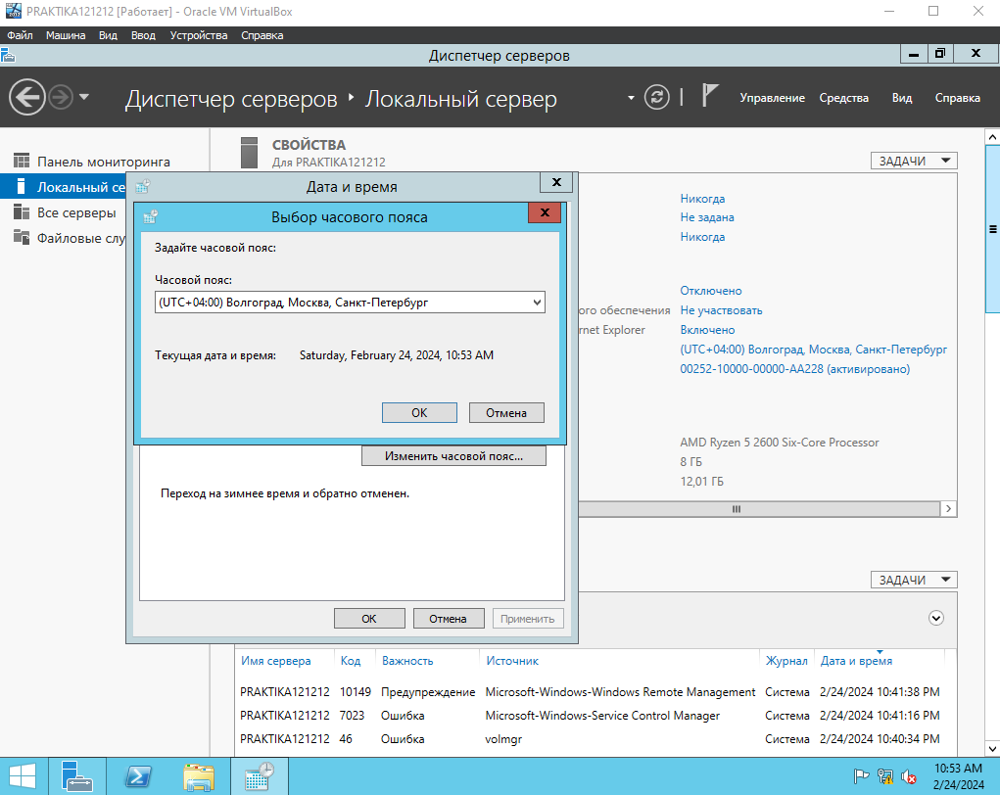 PRAKTIKA121212 [Работает] - Oracle VM VirtualBox
Файл Машина Вид Ввод Устройства Справка
Диспетчер серверов
Диспетчер серверов Локальный сервер
Управление Средства Вид Справка
Панель мониторинга
Локальный се
Все серверы
Файловые слу
СВОЙСТВА
Для PRAKTIKA121212
ЗАДАЧИ
Дата и время
Выбор часового пояса
Задайте часовой пояс:
Часовой пояс:
(UTC+04:00) Волгоград, Москва, Санкт-Петербург
Текущая дата и время: Saturday, February 24, 2024, 10:53 AM
ОК Отмена
Изменить часовой пояс...
Переход на зимнее время и обратно отменен.
ОК Отмена Применить
Никогда
Не задана
Никогда
Отключено
ого обеспечения Не участвовать
rnet Explorer Включено
(UTC+04:00) Волгоград, Москва, Санкт-Петербург
00252-10000-00000-AA228 (активировано)
AMD Ryzen 5 2600 Six-Core Processor
8 ГБ
12,01 ГБ
ЗАДАЧИ
Имя сервера Код Важность Источник Журнал Дата и время
PRAKTIKA121212 10149 Предупреждение Microsoft-Windows-Windows Remote Management Система 2/24/2024 10:41:38 PM
PRAKTIKA121212 7023 Ошибка Microsoft-Windows-Service Control Manager Система 2/24/2024 10:41:16 PM
PRAKTIKA121212 46 Ошибка volmgr Система 2/24/2024 10:40:34 PM
10:53 AM
2/24/2024